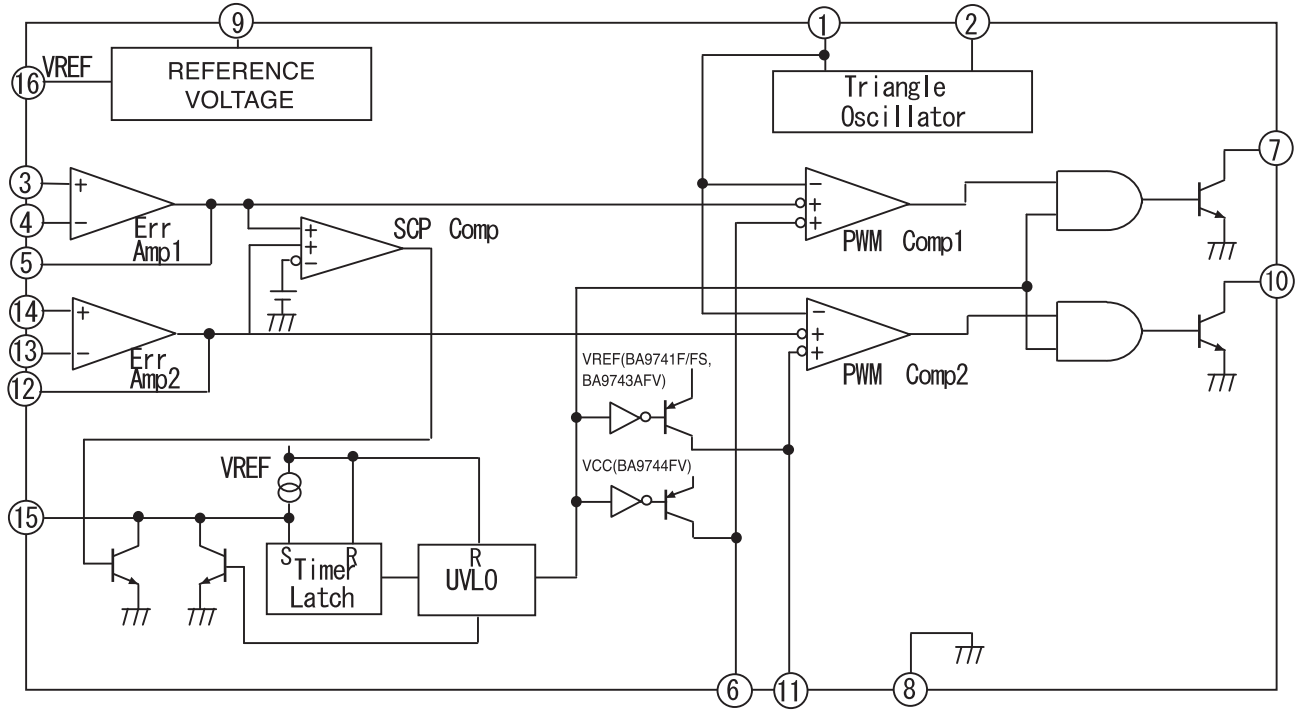 9
1
2
16
VREF
REFERENCE
VOLTAGE
Triangle
Oscillator
3
+
4
−
Err
Amp1
5
+
+
−
SCP Comp
−
+
+
PWM Comp1
7
14
+
13
−
Err
Amp2
12
−
+
+
PWM Comp2
10
VREF(BA9741F/FS,
BA9743AFV)
VCC(BA9744FV)
VREF
15
S
R
Timer
Latch
R
UVLO
6
11
8